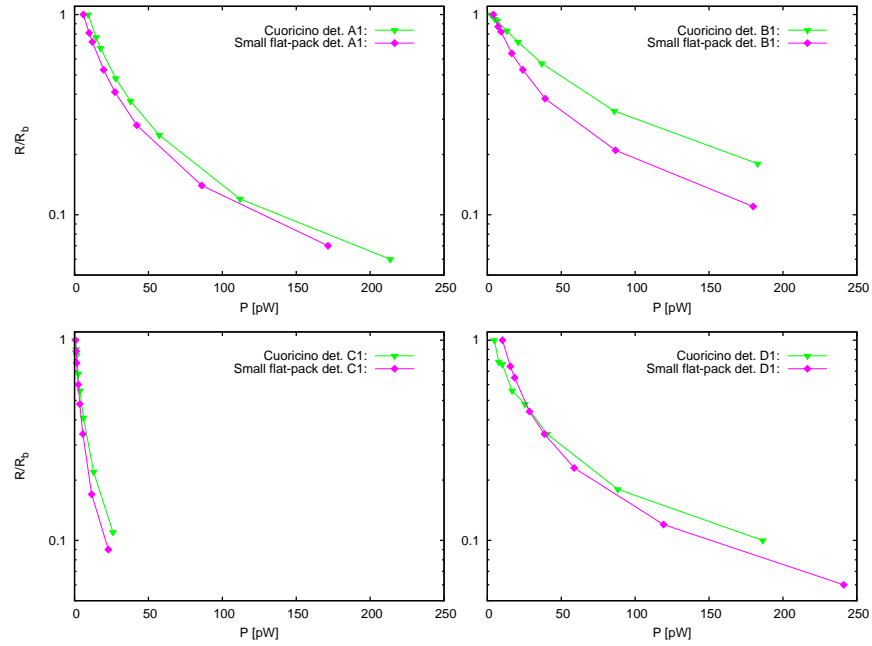 Cuoricino det. A1:
Small flat-pack det. A1:
1
0.1
R/R_b
0 50 100 150 200 250
P [pW]
Cuoricino det. B1:
Small flat-pack det. B1:
1
0.1
0 50 100 150 200 250
P [pW]
Cuoricino det. C1:
Small flat-pack det. C1:
1
0.1
R/R_b
0 50 100 150 200 250
P [pW]
Cuoricino det. D1:
Small flat-pack det. D1:
1
0.1
0 50 100 150 200 250
P [pW]